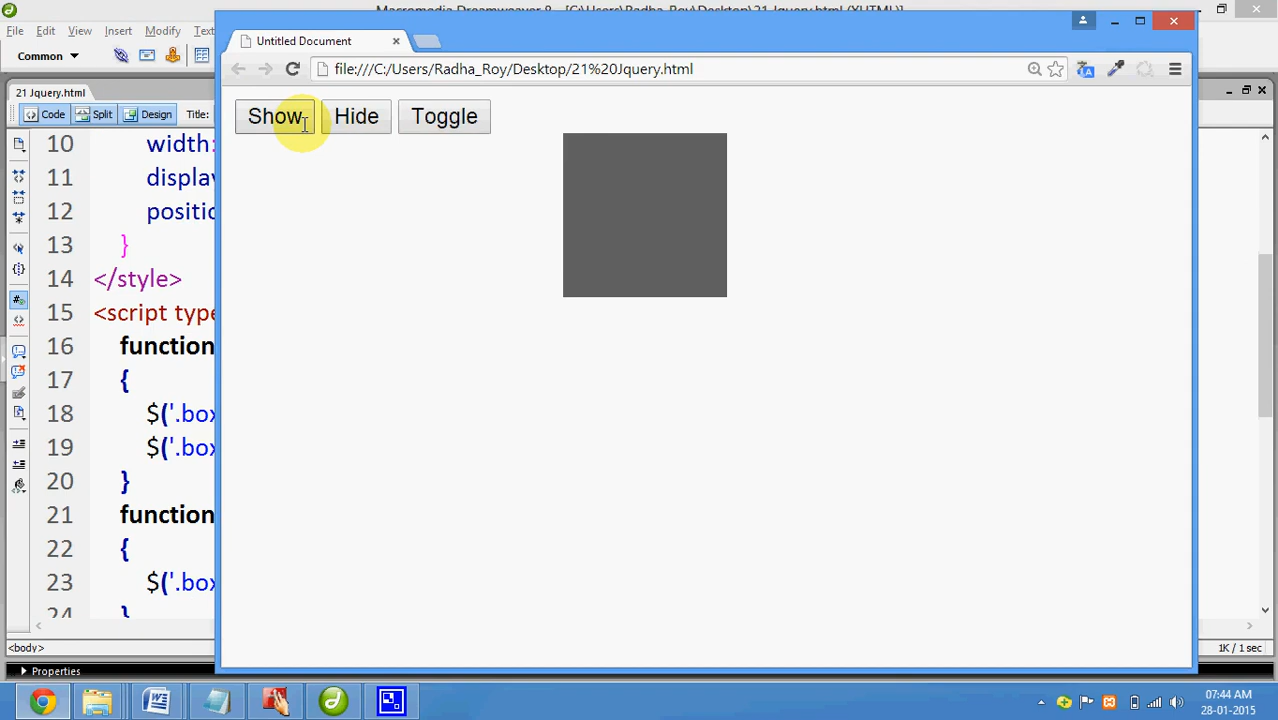 Macromedia Dreamweaver 8 - [C:\Users\Radha_Roy\Desktop\21 Jquery.html (XHTML)]
File Edit View Insert Modify Text
Common
21 Jquery.html
Code Split Design Title:
Untitled Document
file:///C:/Users/Radha_Roy/Desktop/21%20Jquery.html
Show Hide Toggle
10 width:
11 display
12 positio
13 }
14 </style>
15 <script type
16 function
17 {
18 $('.box
19 $('.box
20 }
21 function
22 {
23 $('.box
24 }
<body>
1K / 1 sec
Properties
07:44 AM
28-01-2015